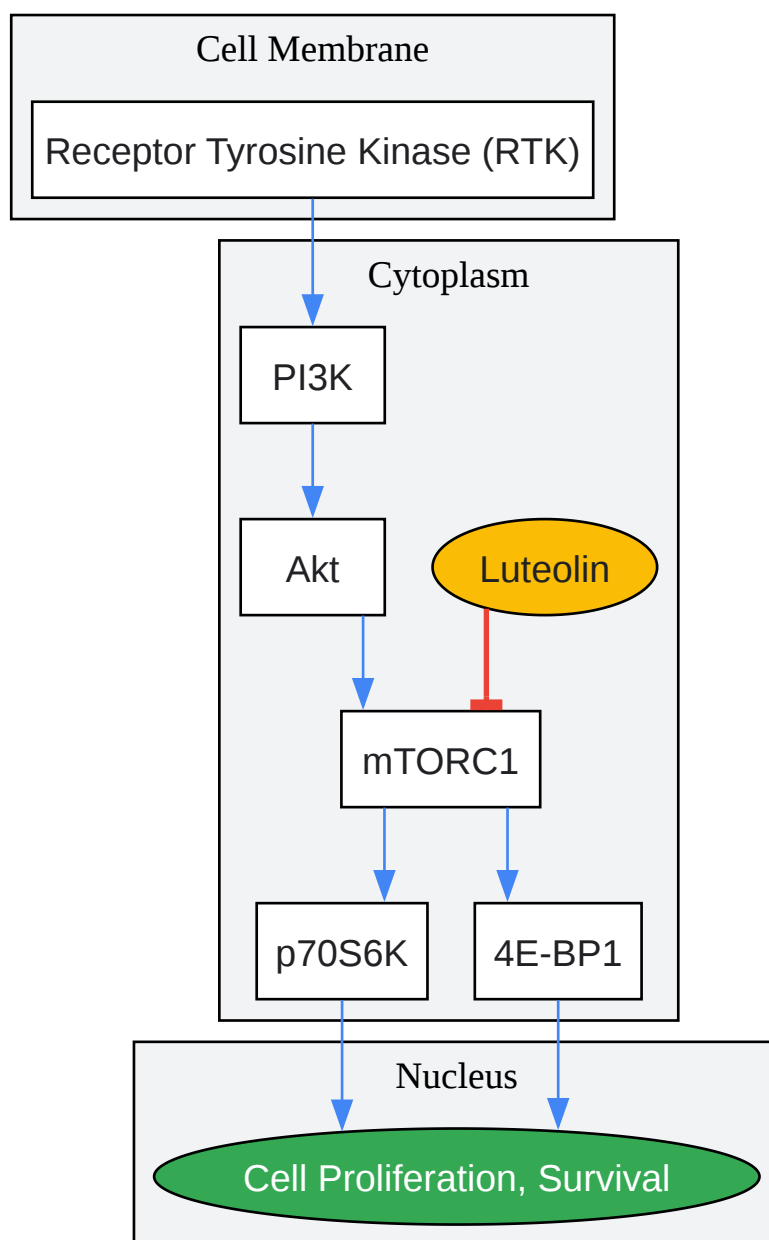 Cell Membrane
Receptor Tyrosine Kinase (RTK)
Cytoplasm
PI3K
Akt
Luteolin
mTORC1
p70S6K
4E-BP1
Nucleus
Cell Proliferation, Survival